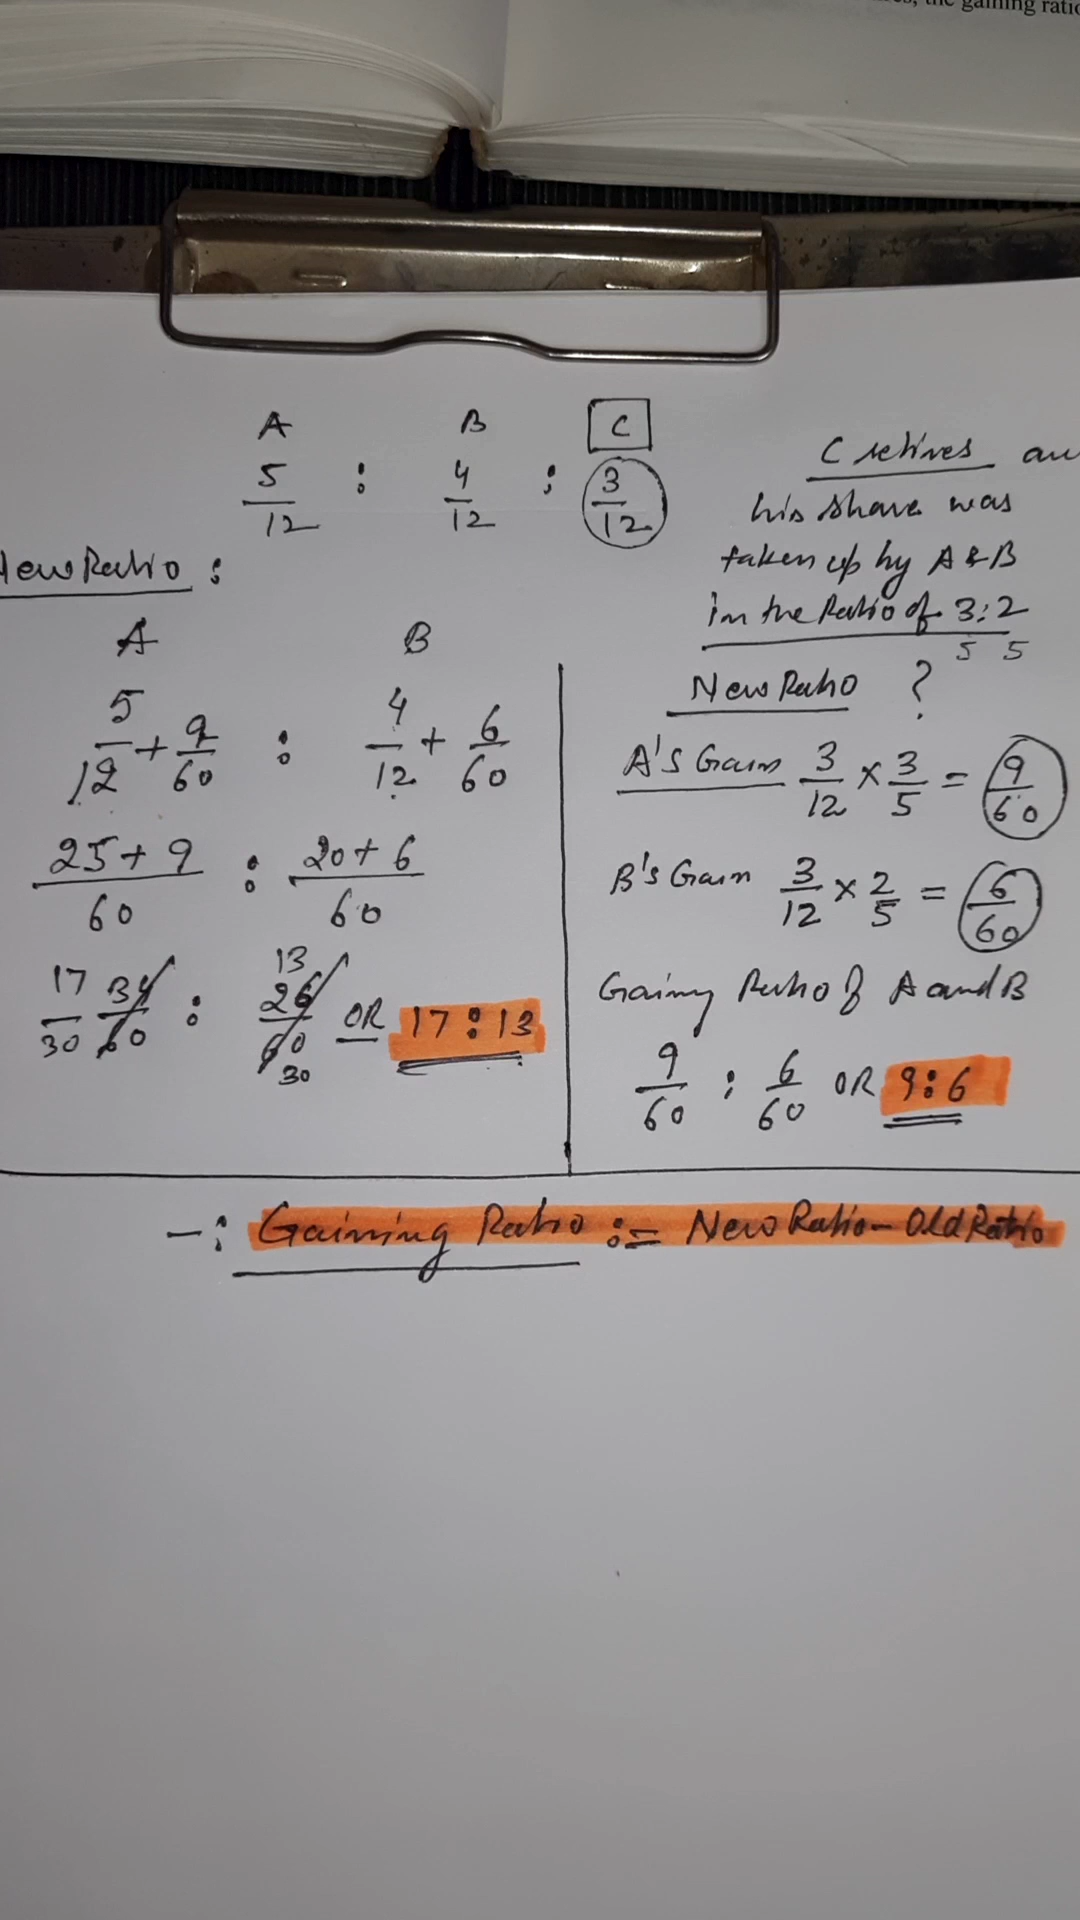 the gaining ratio
A B C
5/12 : 4/12 : 3/12
C retires an
his share was
taken up by A & B
in the Ratio of 3:2
5 5
New Ratio ?
A's Gain 3/12 × 3/5 = 9/60
B's Gain 3/12 × 2/5 = 6/60
Gaining Ratio of A and B
9/60 : 6/60 OR 9:6
New Ratio :
A B
5/12 + 9/60 : 4/12 + 6/60
25+9/60 : 20+6/60
17/30 34/60 : 13 26/60 30 OR 17:13
-: Gaining Ratio := New Ratio - Old Ratio